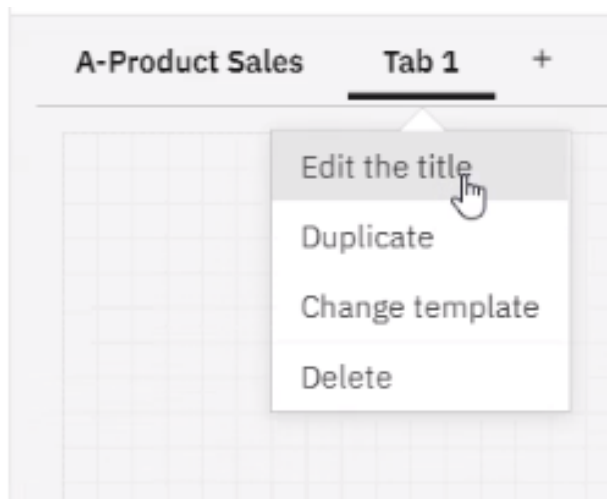 A-Product Sales Tab 1 +
Edit the title
Duplicate
Change template
Delete